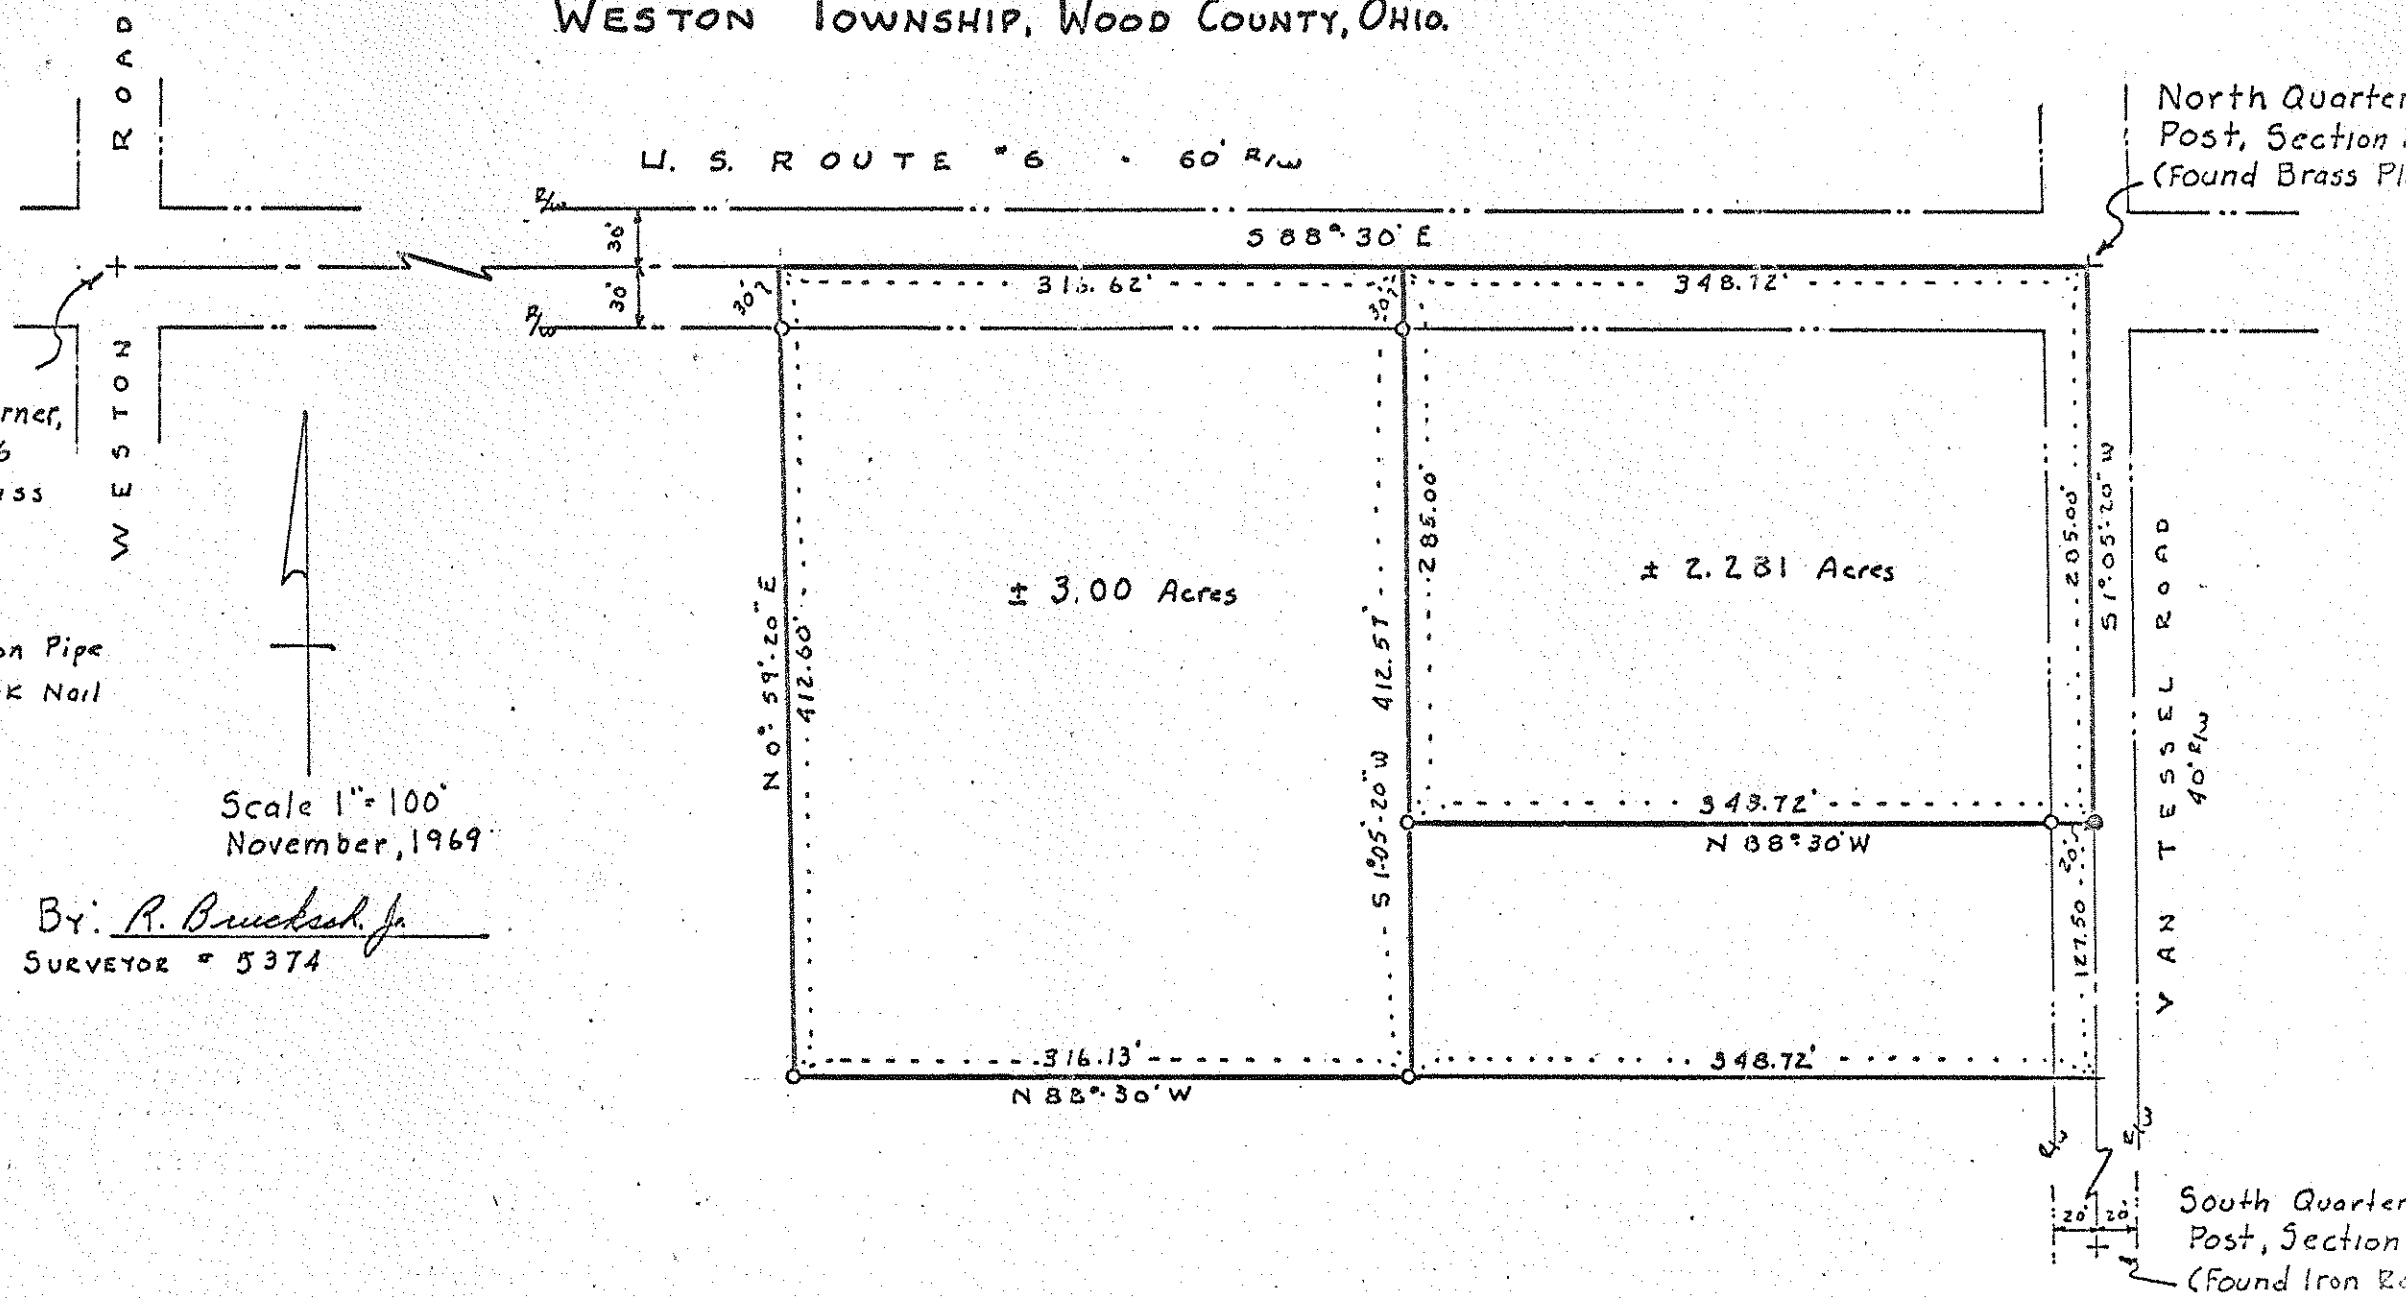 WESTON TOWNSHIP, WOOD COUNTY, OHIO.
WESTON ROAD
U. S. ROUTE #6 · 60' R/W
North Quarter
Post, Section
(Found Brass Pl
R/W
30'
30'
R/W
S 88°·30' E
30'
316.62'
30'
348.72'
rner,
6
ass
on Pipe
K Nail
Scale 1"=100'
November, 1969
By: R. Brucksch. Jr.
SURVEYOR # 5374
N 0°·59'·20" E
412.60'
± 3.00 Acres
S 1°·05'·20" W 412.57'
285.00'
± 2.281 Acres
285.00'
S 1°·05'·20" W
VAN TESSEL ROAD
40' R/W
348.72'
N 88°·30' W
20'
127.50
316.13'
N 88°·30' W
348.72'
R/W
R/W
20' 20'
South Quarter
Post, Section
(Found Iron Ro